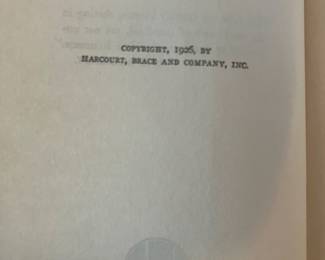 COPYRIGHT, 1926, BY
HARCOURT, BRACE AND COMPANY, INC.